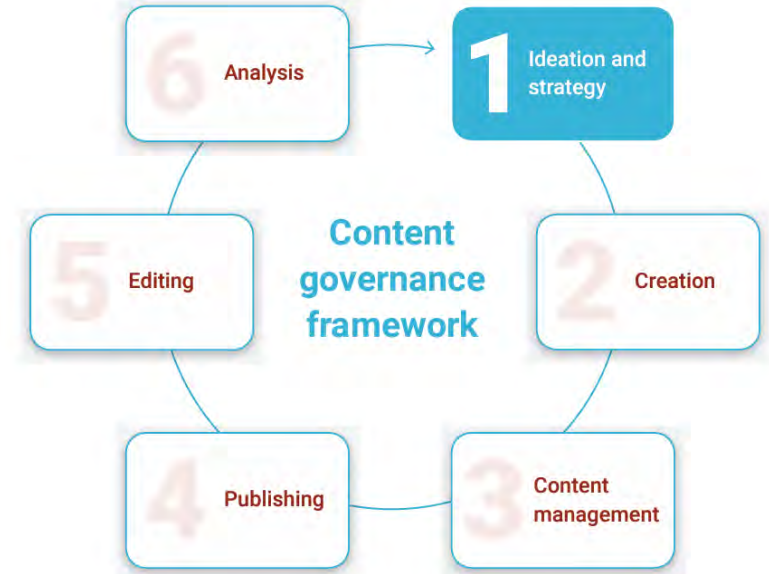 1
Ideation and
strategy
2
Creation
3
Content
management
4
Publishing
5
Editing
6
Analysis
Content
governance
framework